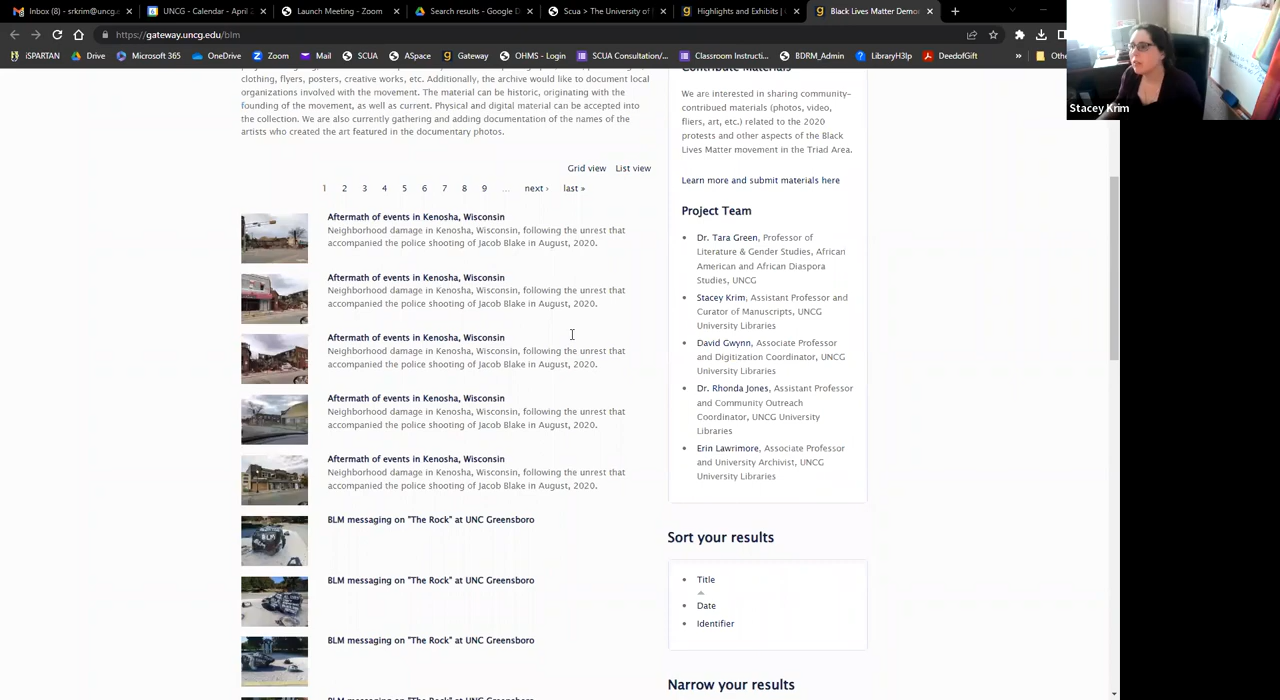 Inbox (8) - srkrim@uncg.a
UNCG - Calendar - April 2
Launch Meeting - Zoom
Search results - Google D
Scua > The University of
Highlights and Exhibits |
Black Lives Matter Demo
https://gateway.uncg.edu/blm
iSPARTAN
People
Microsoft 365
OneDrive
Zoom
Mail
SCUA
ASpace
Gateway
OHMS - Login
SCUA Consultation/...
Classroom Instructi...
BDRM_Admin
LibraryH3lp
DeedofGift
Othe
Stacey Krim
clothing, flyers, posters, creative works, etc. Additionally, the archive would like to document local
organizations involved with the movement. The material can be historic, originating with the
founding of the movement, as well as current. Physical and digital material can be accepted into
the collection. We are also currently gathering and adding documentation of the names of the
artists who created the art featured in the documentary photos.
Grid view List view
1 2 3 4 5 6 7 8 9 … next › last »
Aftermath of events in Kenosha, Wisconsin
Neighborhood damage in Kenosha, Wisconsin, following the unrest that
accompanied the police shooting of Jacob Blake in August, 2020.
Aftermath of events in Kenosha, Wisconsin
Neighborhood damage in Kenosha, Wisconsin, following the unrest that
accompanied the police shooting of Jacob Blake in August, 2020.
Aftermath of events in Kenosha, Wisconsin
Neighborhood damage in Kenosha, Wisconsin, following the unrest that
accompanied the police shooting of Jacob Blake in August, 2020.
Aftermath of events in Kenosha, Wisconsin
Neighborhood damage in Kenosha, Wisconsin, following the unrest that
accompanied the police shooting of Jacob Blake in August, 2020.
Aftermath of events in Kenosha, Wisconsin
Neighborhood damage in Kenosha, Wisconsin, following the unrest that
accompanied the police shooting of Jacob Blake in August, 2020.
BLM messaging on "The Rock" at UNC Greensboro
BLM messaging on "The Rock" at UNC Greensboro
BLM messaging on "The Rock" at UNC Greensboro
BLM messaging on "The Rock" at UNC Greensboro
Contribute Materials
We are interested in sharing community-
contribued materials (photos, video,
fliers, art, etc.) related to the 2020
protests and other aspects of the Black
Lives Matter movement in the Triad Area.
Learn more and submit materials here
Project Team
Dr. Tara Green, Professor of
Literature & Gender Studies, African
American and African Diaspora
Studies, UNCG
Stacey Krim, Assistant Professor and
Curator of Manuscripts, UNCG
University Libraries
David Gwynn, Associate Professor
and Digitization Coordinator, UNCG
University Libraries
Dr. Rhonda Jones, Assistant Professor
and Community Outreach
Coordinator, UNCG University
Libraries
Erin Lawrimore, Associate Professor
and University Archivist, UNCG
University Libraries
Sort your results
Title
Date
Identifier
Narrow your results